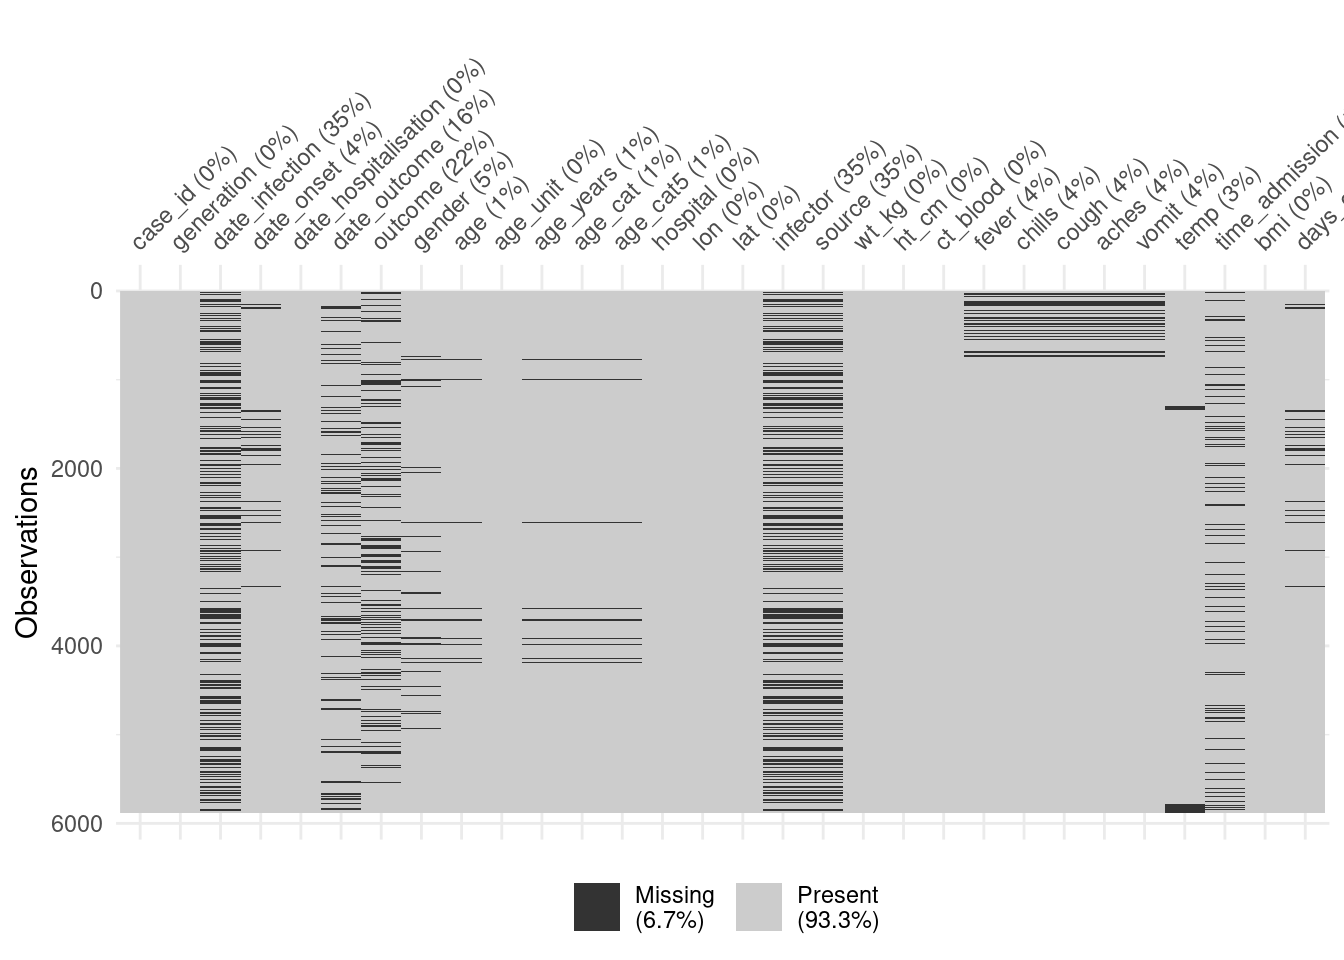 case_id (0%)
generation (0%)
date_infection (35%)
date_onset (4%)
date_hospitalisation (0%)
date_outcome (16%)
outcome (22%)
gender (5%)
age (1%)
age_unit (0%)
age_years (1%)
age_cat (1%)
age_cat5 (1%)
hospital (0%)
lon (0%)
lat (0%)
infector (35%)
source (35%)
wt_kg (0%)
ht_cm (0%)
ct_blood (0%)
fever (4%)
chills (4%)
cough (4%)
aches (4%)
vomit (4%)
temp (3%)
time_admission
bmi (0%)
Observations
0
2000
4000
6000
Missing
(6.7%)
Present
(93.3%)